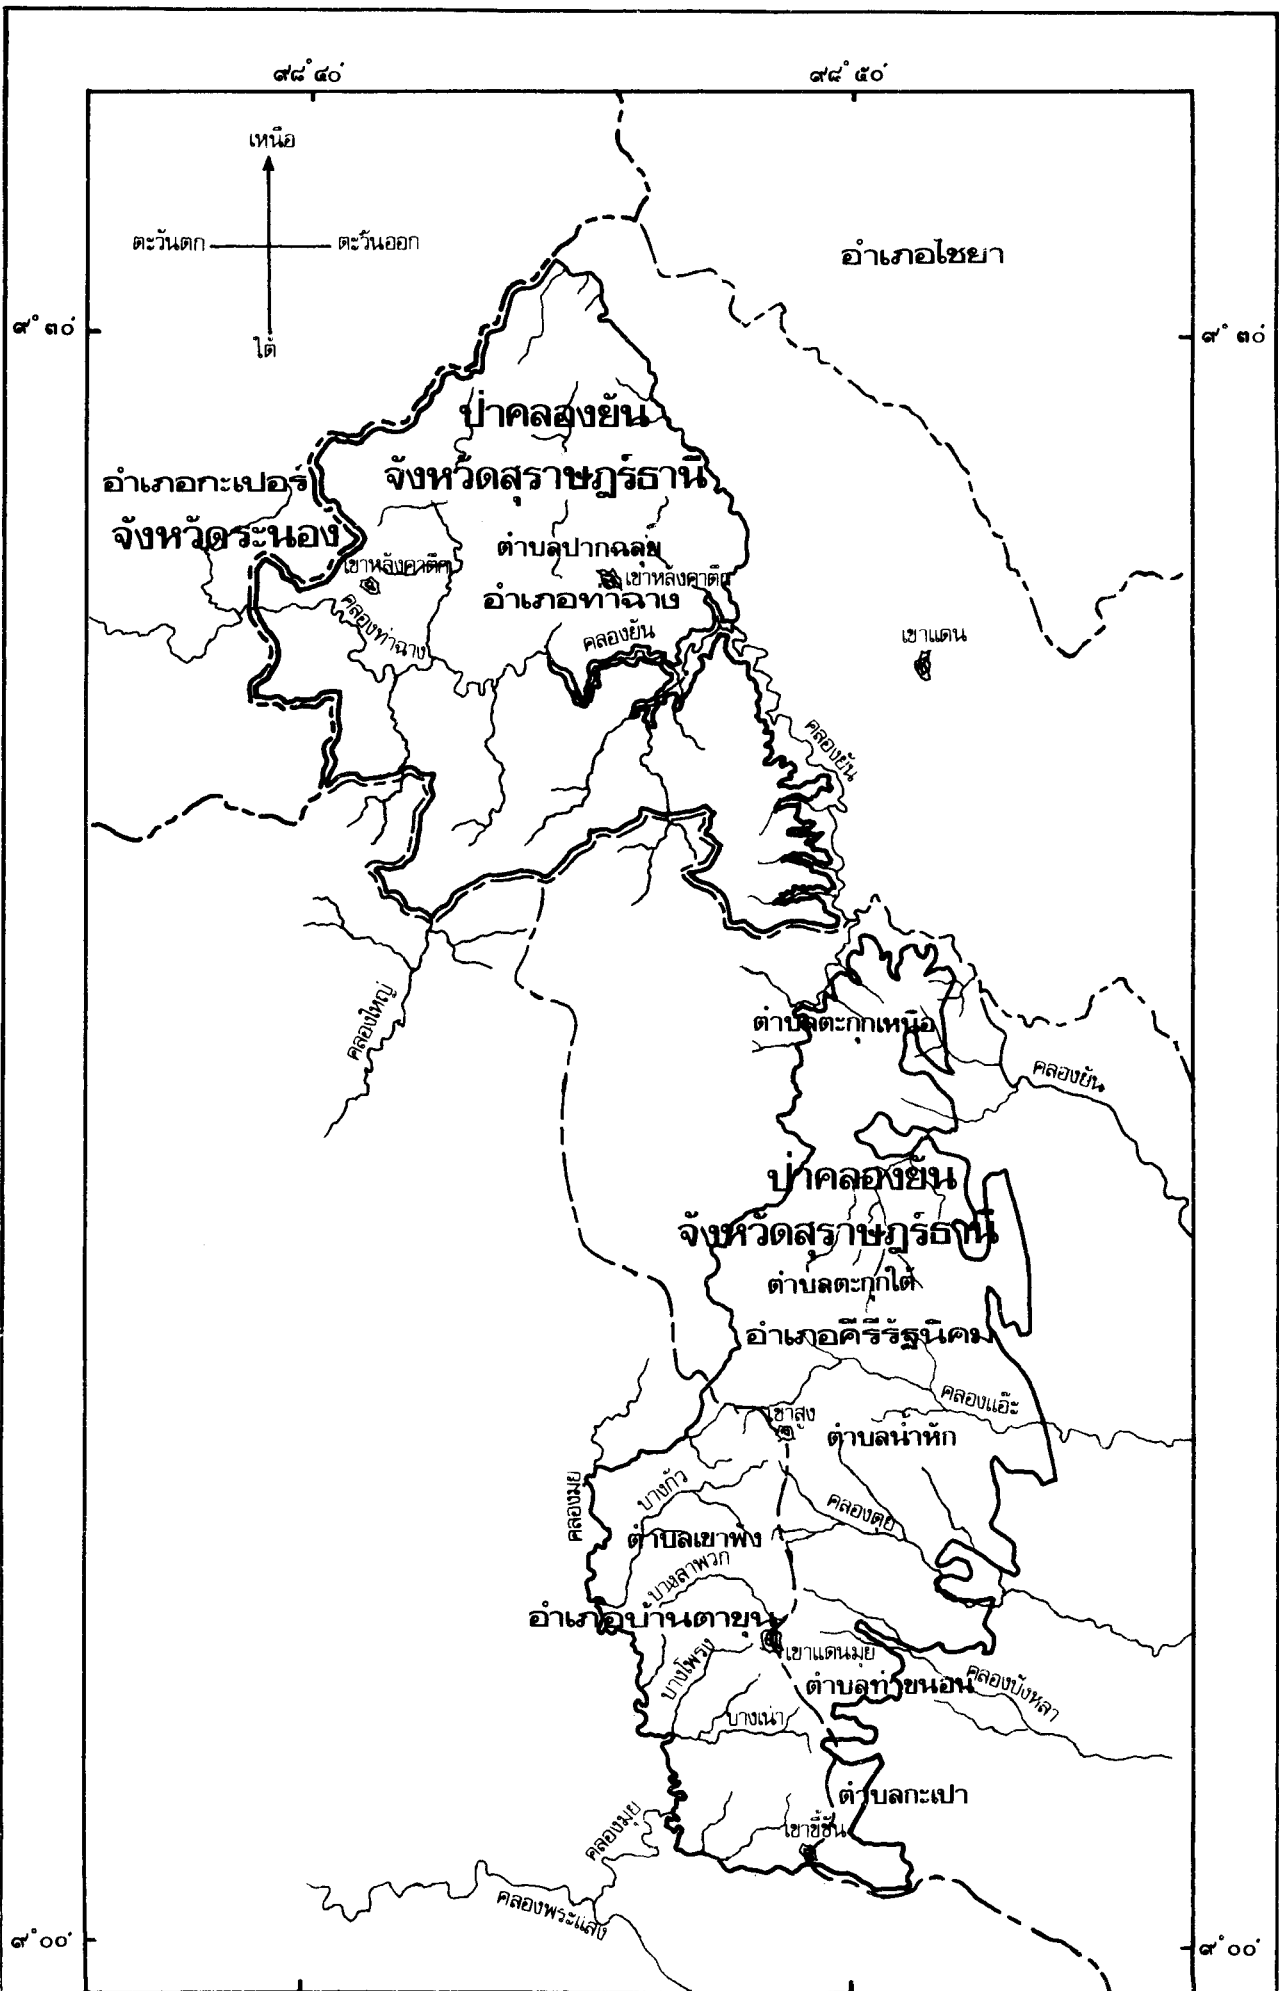 ๙๘° ๔๐'
๙๘° ๕๐'
เหนือ
ตะวันตก
ตะวันออก
ใต้
อำเภอไชยา
๙° ๓๐'
๙° ๓๐'
ป่าคลองยัน
จังหวัดสุราษฎร์ธานี
อำเภอกะเปอร์
จังหวัดระนอง
ตำบลปากฉลุย
เขาหลังคาตึก
เขาหลังคาตึก
อำเภอท่าฉาง
คลองท่าฉาง
คลองยัน
เขาแดน
คลองยัน
คลองใหญ่
ตำบลตะกุกเหนือ
คลองยัน
ป่าคลองยัน
จังหวัดสุราษฎร์ธานี
ตำบลตะกุกใต้
อำเภอคีรีรัฐนิคม
คลองแอ๊ะ
เขาสูง
ตำบลน้ำหัก
คลองมุย
บางก้ำ
คลองตุย
ตำบลเขาพัง
บางลาพวก
อำเภอบ้านตาขุน
เขาแดนมุย
บางโพรง
ตำบลท่าขนอน
คลองบังหลา
บางเน่า
ตำบลกะเปา
เขาขี้ชัน
คลองมุย
คลองพระแสง
๙° ๐๐'
๙° ๐๐'